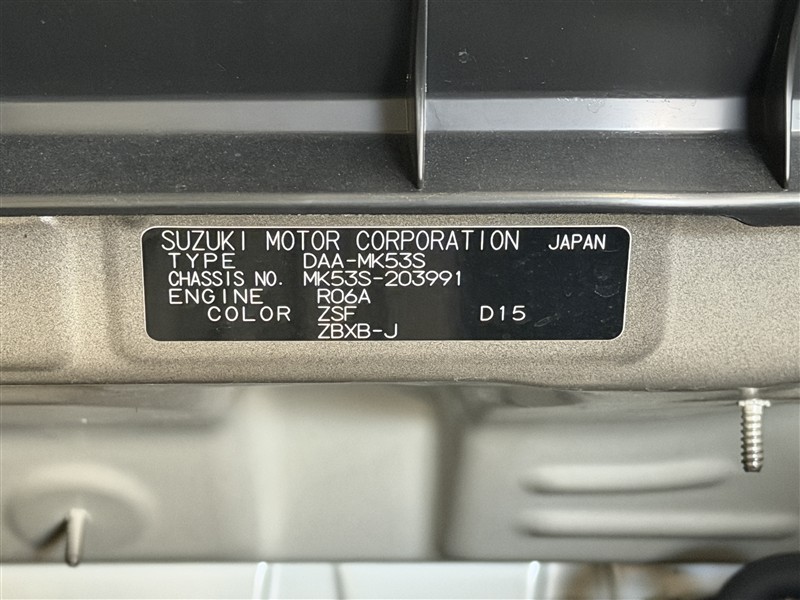 SUZUKI MOTOR CORPORATION JAPAN
TYPE DAA-MK53S
CHASSIS NO. MK53S-203991
ENGINE R06A
COLOR ZSF D15
ZBXB-J